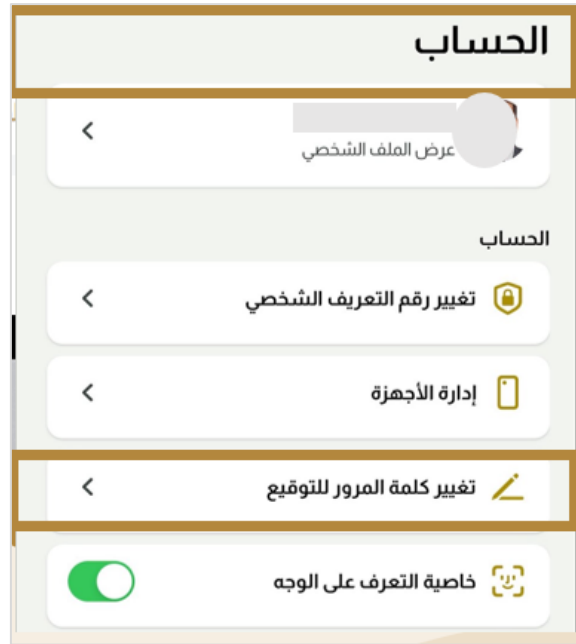 الحساب
عرض الملف الشخصي
الحساب
تغيير رقم التعريف الشخصي
إدارة الأجهزة
تغيير كلمة المرور للتوقيع
خاصية التعرف على الوجه